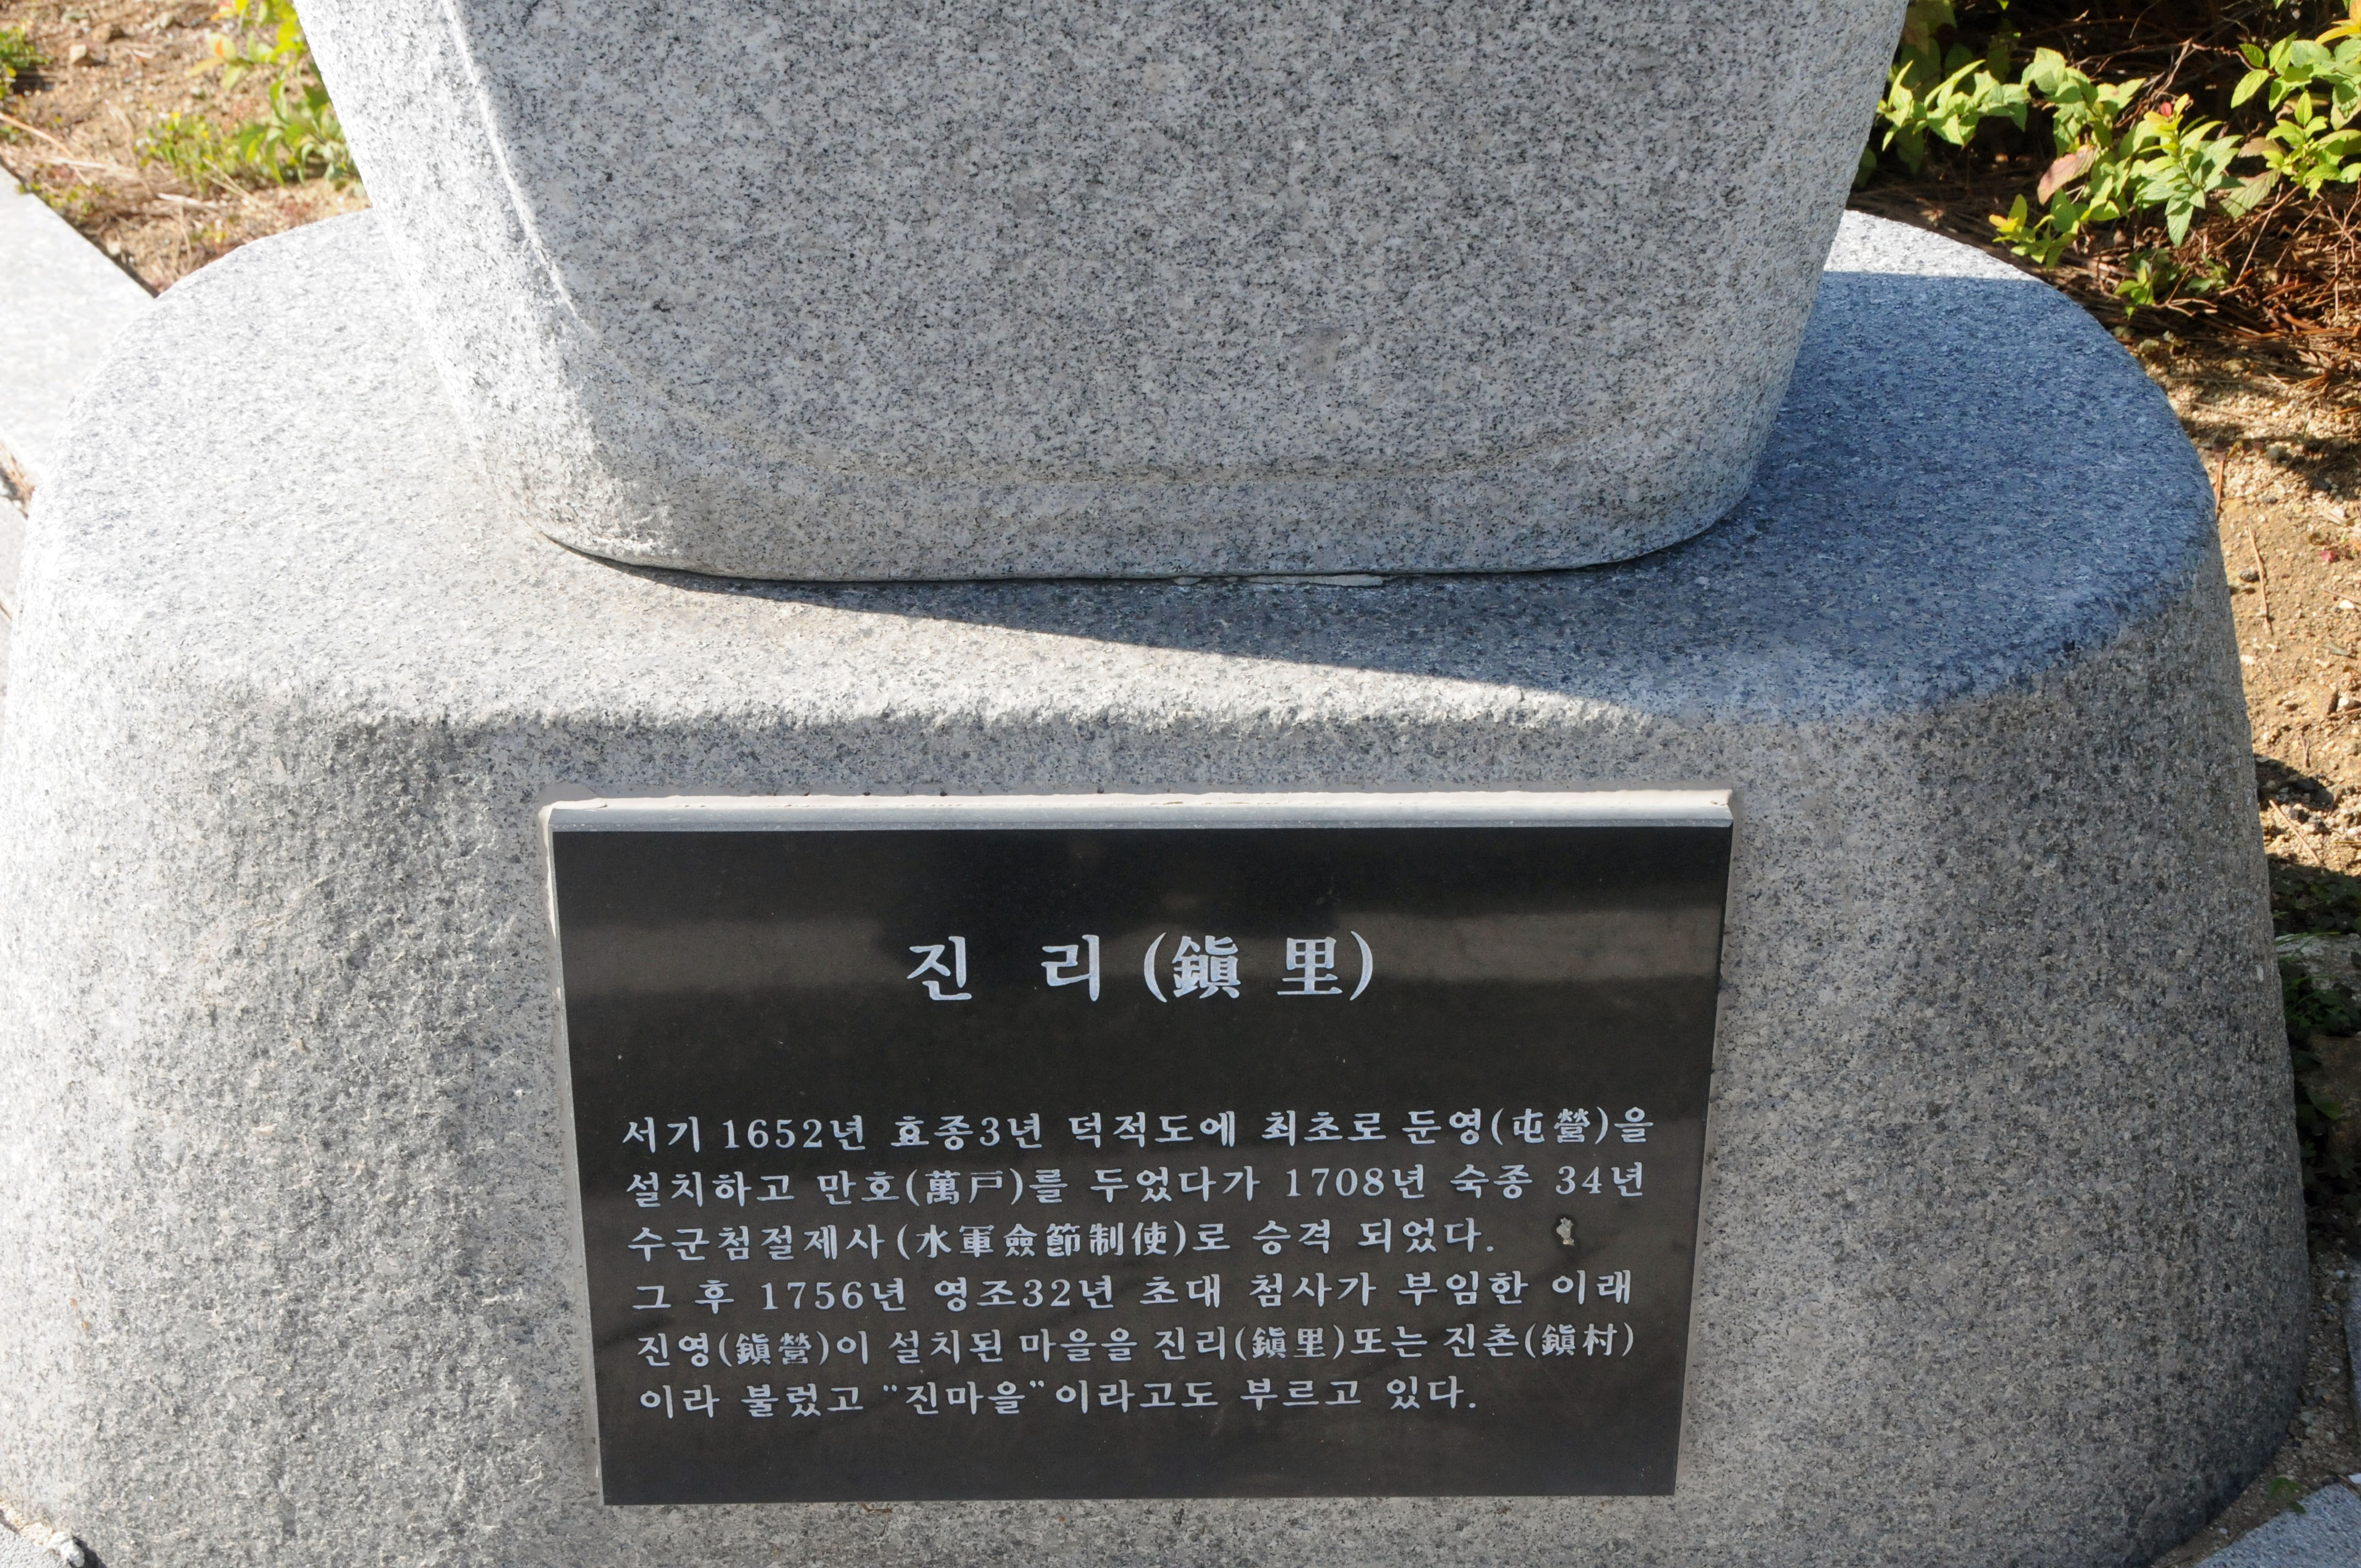 진 리 (鎭 里)
서기 1652년 효종3년 덕적도에 최초로 둔영(屯營)을
설치하고 만호(萬戶)를 두었다가 1708년 숙종 34년
수군첨절제사(水軍僉節制使)로 승격 되었다.
그 후 1756년 영조32년 초대 첨사가 부임한 이래
진영(鎭營)이 설치된 마을을 진리(鎭里)또는 진촌(鎭村)
이라 불렀고 "진마을"이라고도 부르고 있다.